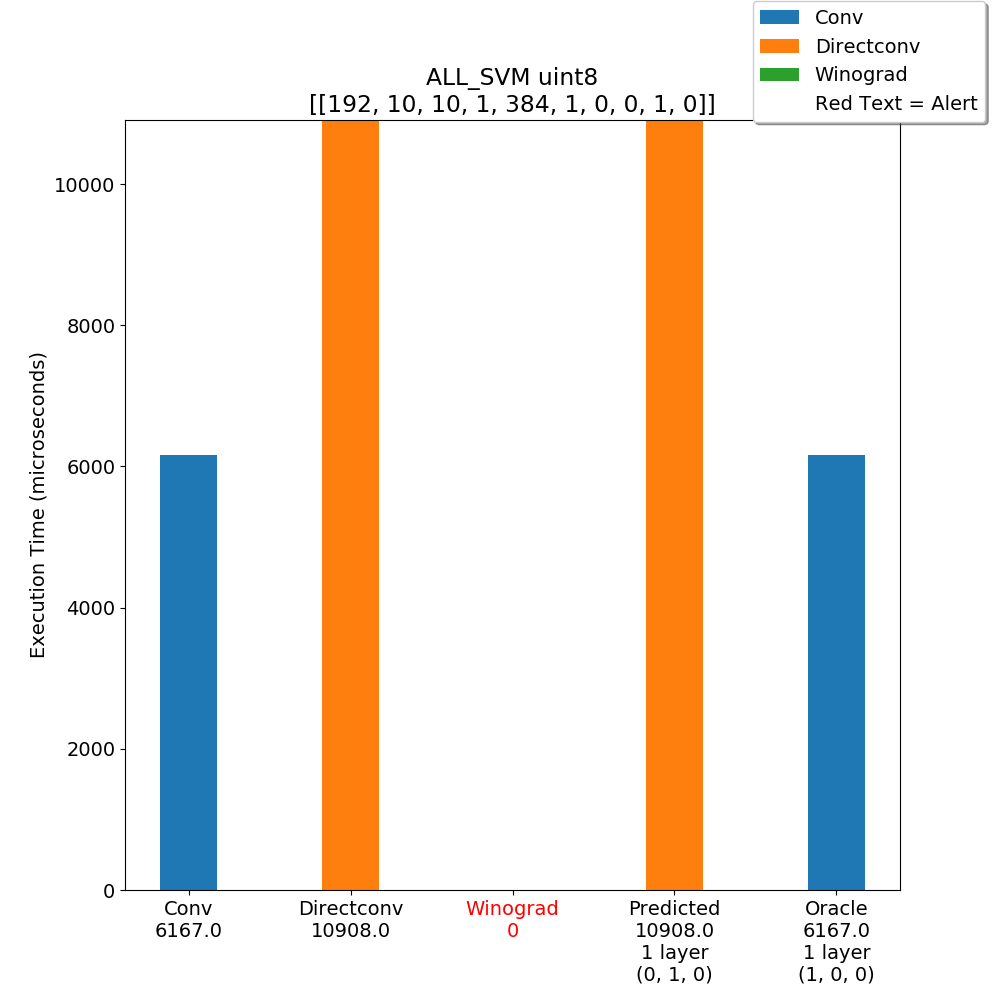 Conv
Directconv
Winograd
Red Text = Alert
ALL_SVM uint8
[[192, 10, 10, 1, 384, 1, 0, 0, 1, 0]]
Execution Time (microseconds)
10000
8000
6000
4000
2000
0
Conv
6167.0
Directconv
10908.0
Winograd
0
Predicted
10908.0
1 layer
(0, 1, 0)
Oracle
6167.0
1 layer
(1, 0, 0)